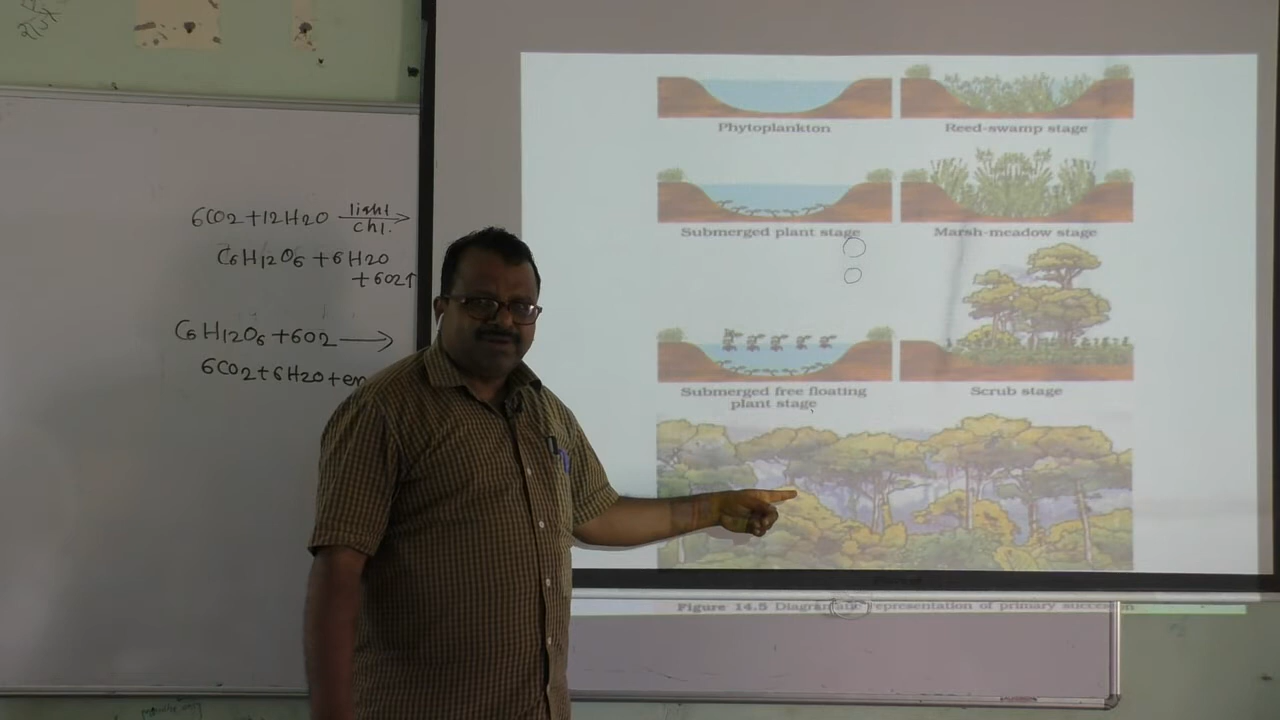 6CO2+12H2O light
chl.
C6H12O6+6H2O
+6O2↑
C6H12O6+6O2
6CO2+6H2O+en
Phytoplankton
Reed-swamp stage
Submerged plant stage
Marsh-meadow stage
Submerged free floating
plant stage
Scrub stage
Figure 14.5 Diagramatic representation of primary succession